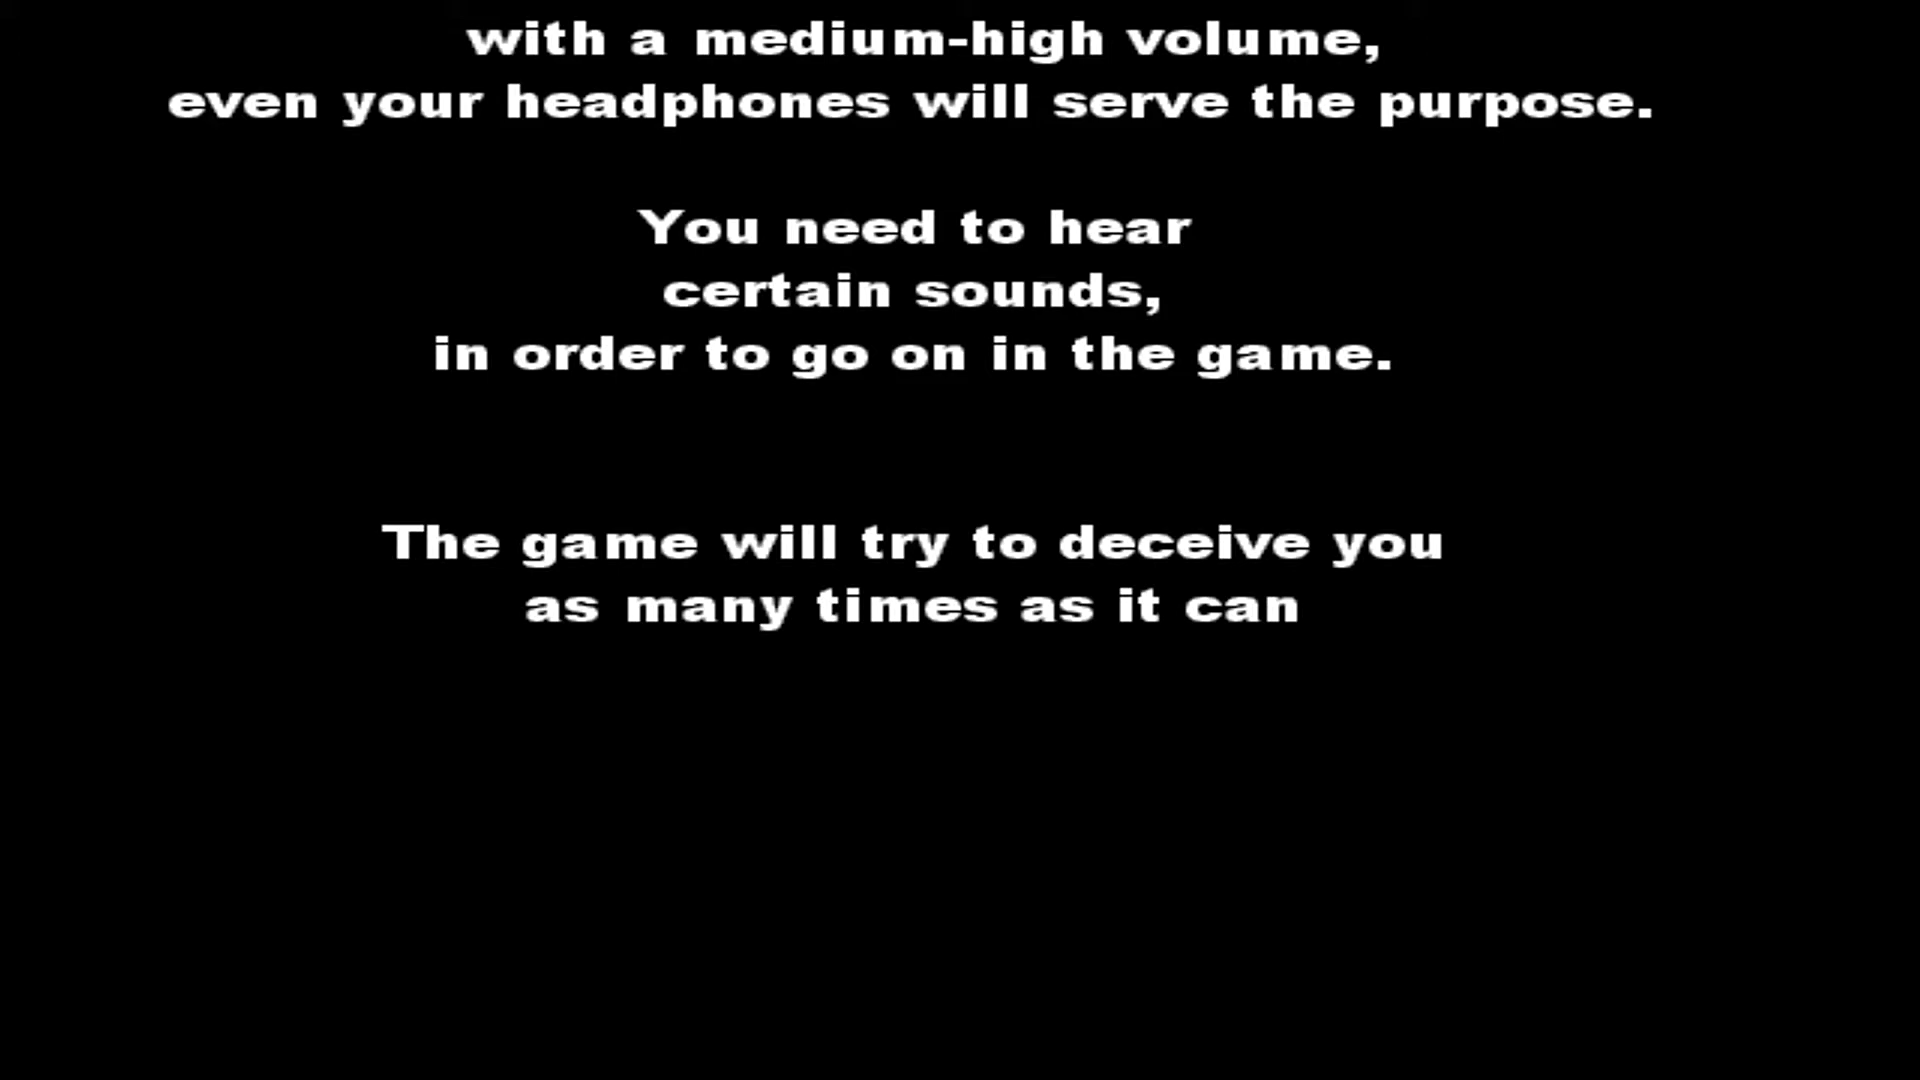 with a medium-high volume,
even your headphones will serve the purpose.
You need to hear
certain sounds,
in order to go on in the game.
The game will try to deceive you
as many times as it can